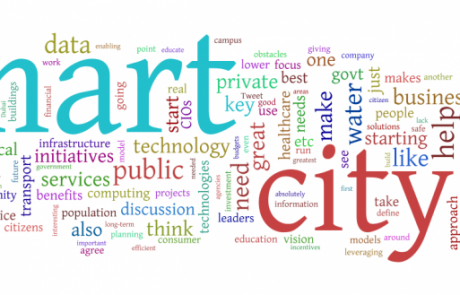 data
enabling
point
educate
campus
obstacles
giving
company
work
lower
focus
one
private
best
govt
just
makes
another
mart
buildings
financial
going
real
start
CIOs
key
Tweet
good
use
healthcare
needs
areas
make
water
citizen
business
people
solutions
lack
safe
help
cal
infrastructure
model
technology
budgets
even
great
etc
run
greatest
starting
future
transport
initiatives
government
public
needed
technologies
need
see
like
build
services
benefits
computing
projects
agencies
investment
city
absolutely
information
first
take
define
approach
citizens
interesting
population
long-term
discussion
leaders
also
planning
think
important
agree
efficient
consumer
education
vision
incentives
models
around
leveraging